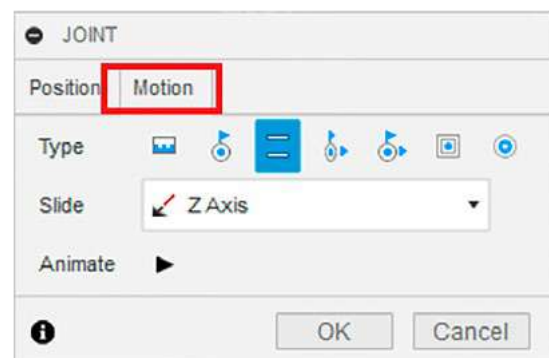 JOINT
Position Motion
Type
Slide Z Axis
Animate
OK Cancel